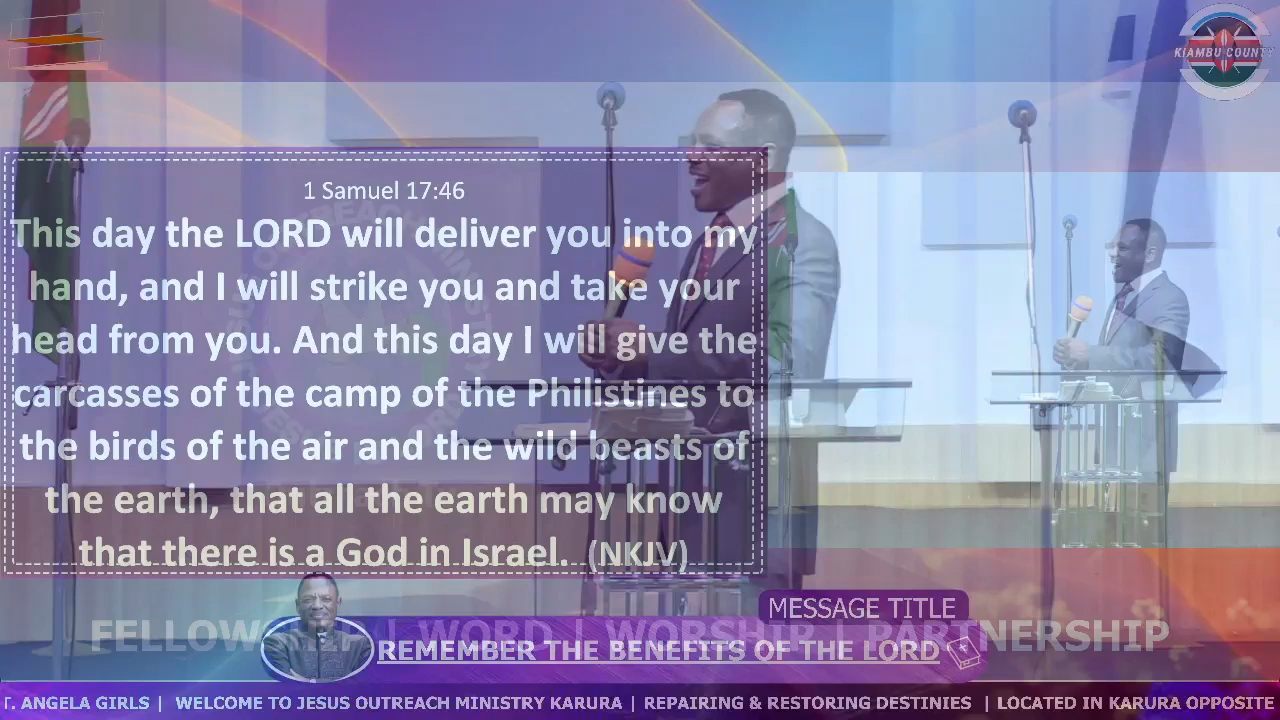 KIAMBU COUNTY
1 Samuel 17:46
This day the LORD will deliver you into my
hand, and I will strike you and take your
head from you. And this day I will give the
carcasses of the camp of the Philistines to
the birds of the air and the wild beasts of
the earth, that all the earth may know
that there is a God in Israel. (NKJV)
MESSAGE TITLE
| WORD | WORSHIP |
REMEMBER THE BENEFITS OF THE LORD
T. ANGELA GIRLS | WELCOME TO JESUS OUTREACH MINISTRY KARURA | REPAIRING & RESTORING DESTINIES | LOCATED IN KARURA OPPOSITE